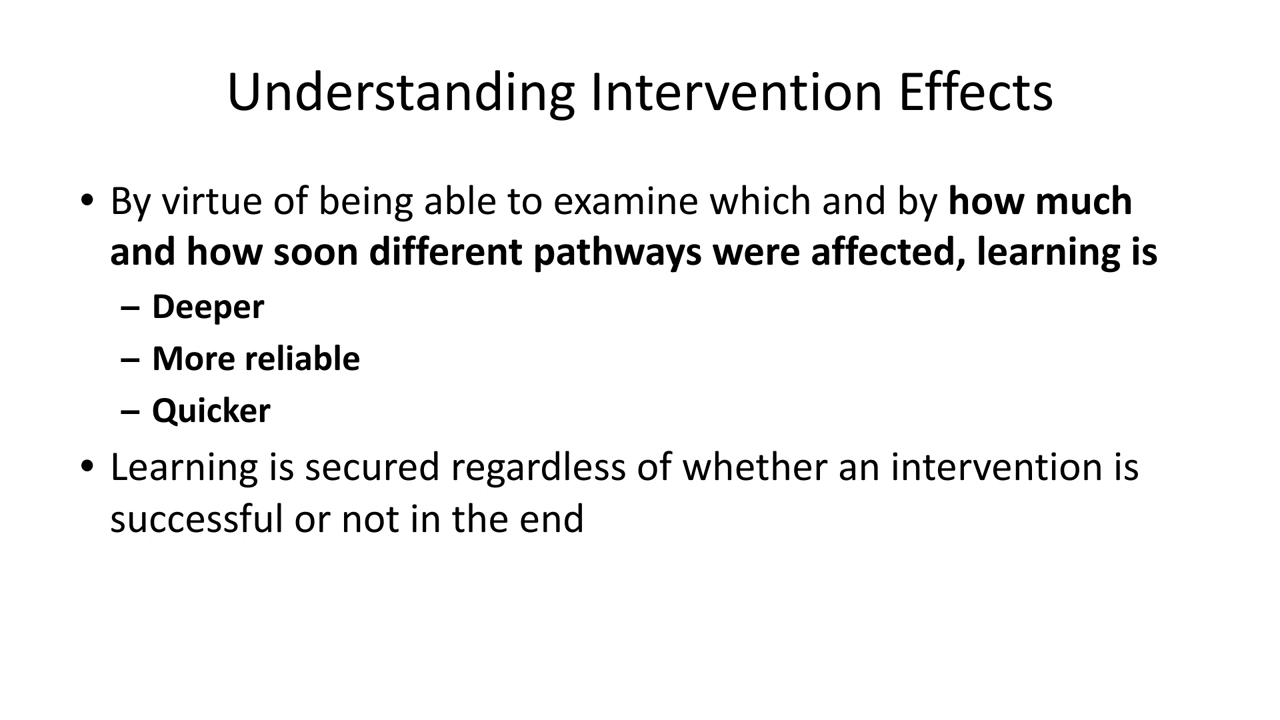 Understanding Intervention Effects
• By virtue of being able to examine which and by how much
and how soon different pathways were affected, learning is
– Deeper
– More reliable
– Quicker
• Learning is secured regardless of whether an intervention is
successful or not in the end